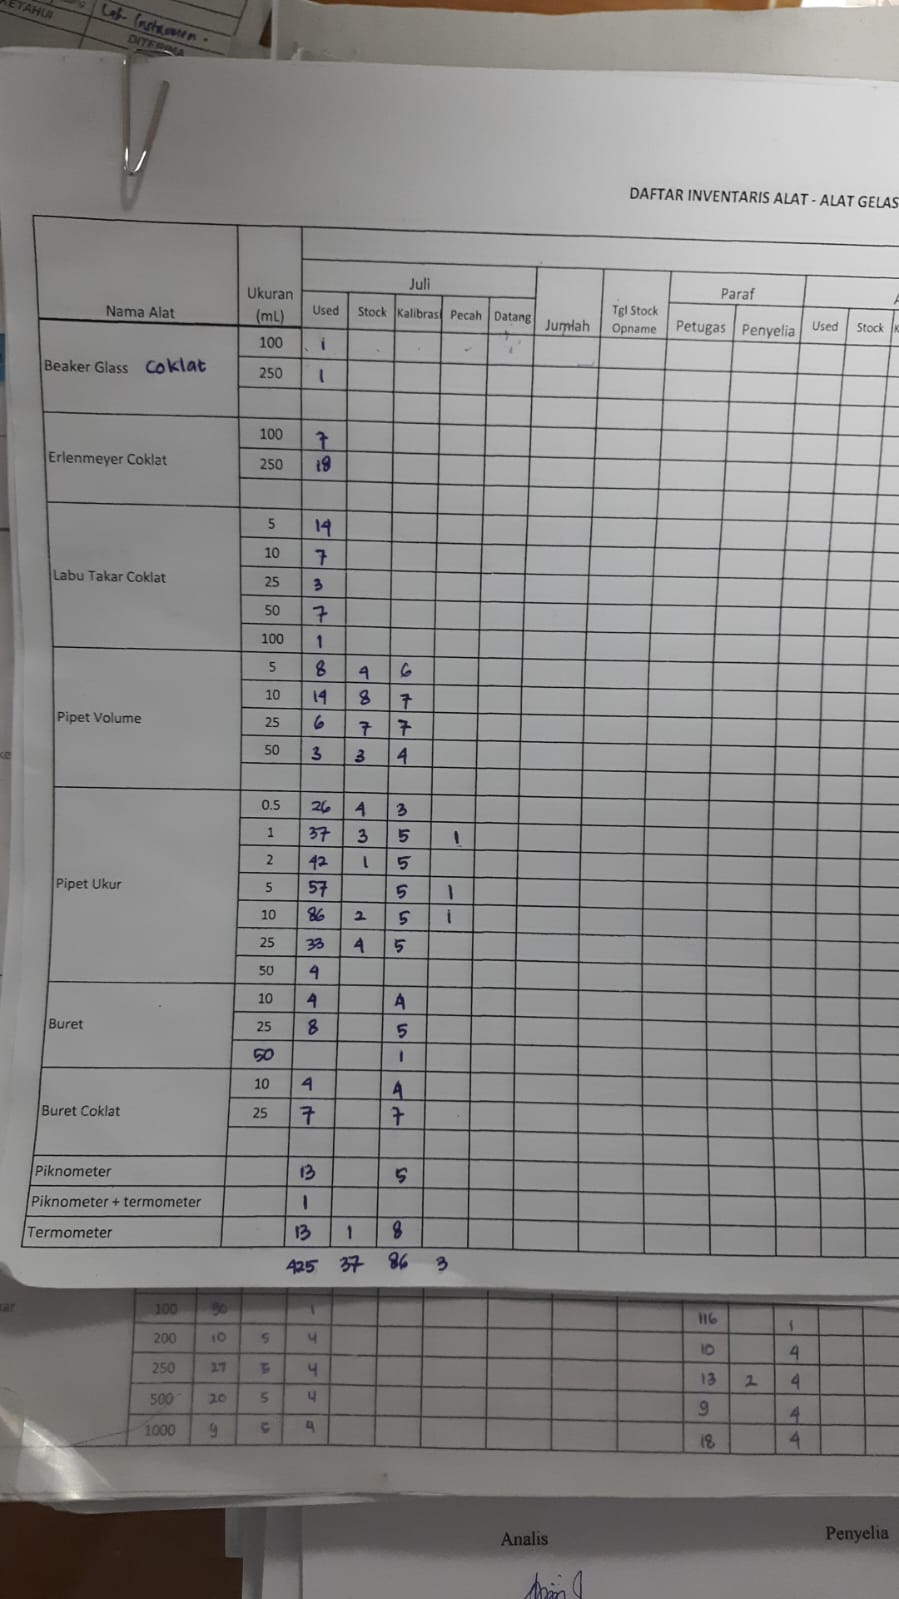 KETAHUI
Lab. Instrumen.
DITERIMA
DAFTAR INVENTARIS ALAT - ALAT GELAS
Nama Alat Ukuran (mL) Juli Jumlah Tgl Stock Opname Paraf
Used Stock Kalibrasi Pecah Datang Petugas Penyelia Used Stock
Beaker Glass Coklat 100 1
250 1
Erlenmeyer Coklat 100 7
250 18
Labu Takar Coklat 5 14
10 7
25 3
50 7
100 1
Pipet Volume 5 8 4 6
10 14 8 7
25 6 7 7
50 3 3 4
Pipet Ukur 0.5 26 4 3
1 37 3 5 1
2 42 1 5
5 57 5 1
10 86 2 5 1
25 33 4 5
50 4
Buret 10 4 4
25 8 5
50 1
Buret Coklat 10 4 4
25 7 7
Piknometer 13 5
Piknometer + termometer 1
Termometer 13 1 8
425 37 86 3
100 30 1 116 1
200 10 5 4 10 4
250 27 5 4 13 2 4
500 20 5 4 9 4
1000 9 5 4 18 4
Analis Penyelia